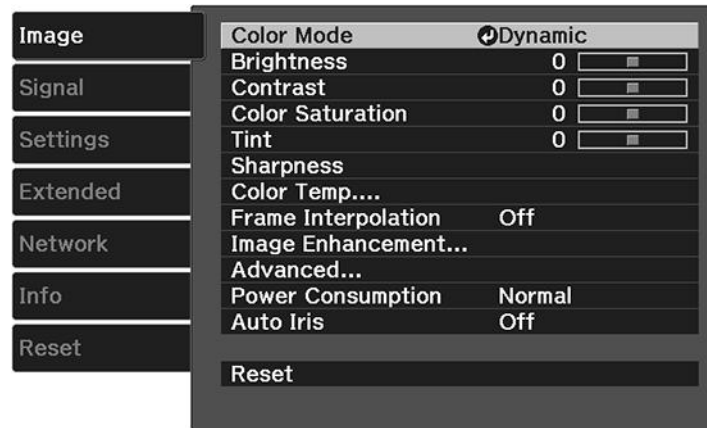 Image
Signal
Settings
Extended
Network
Info
Reset
Color Mode Dynamic
Brightness 0
Contrast 0
Color Saturation 0
Tint 0
Sharpness
Color Temp....
Frame Interpolation Off
Image Enhancement...
Advanced...
Power Consumption Normal
Auto Iris Off
Reset